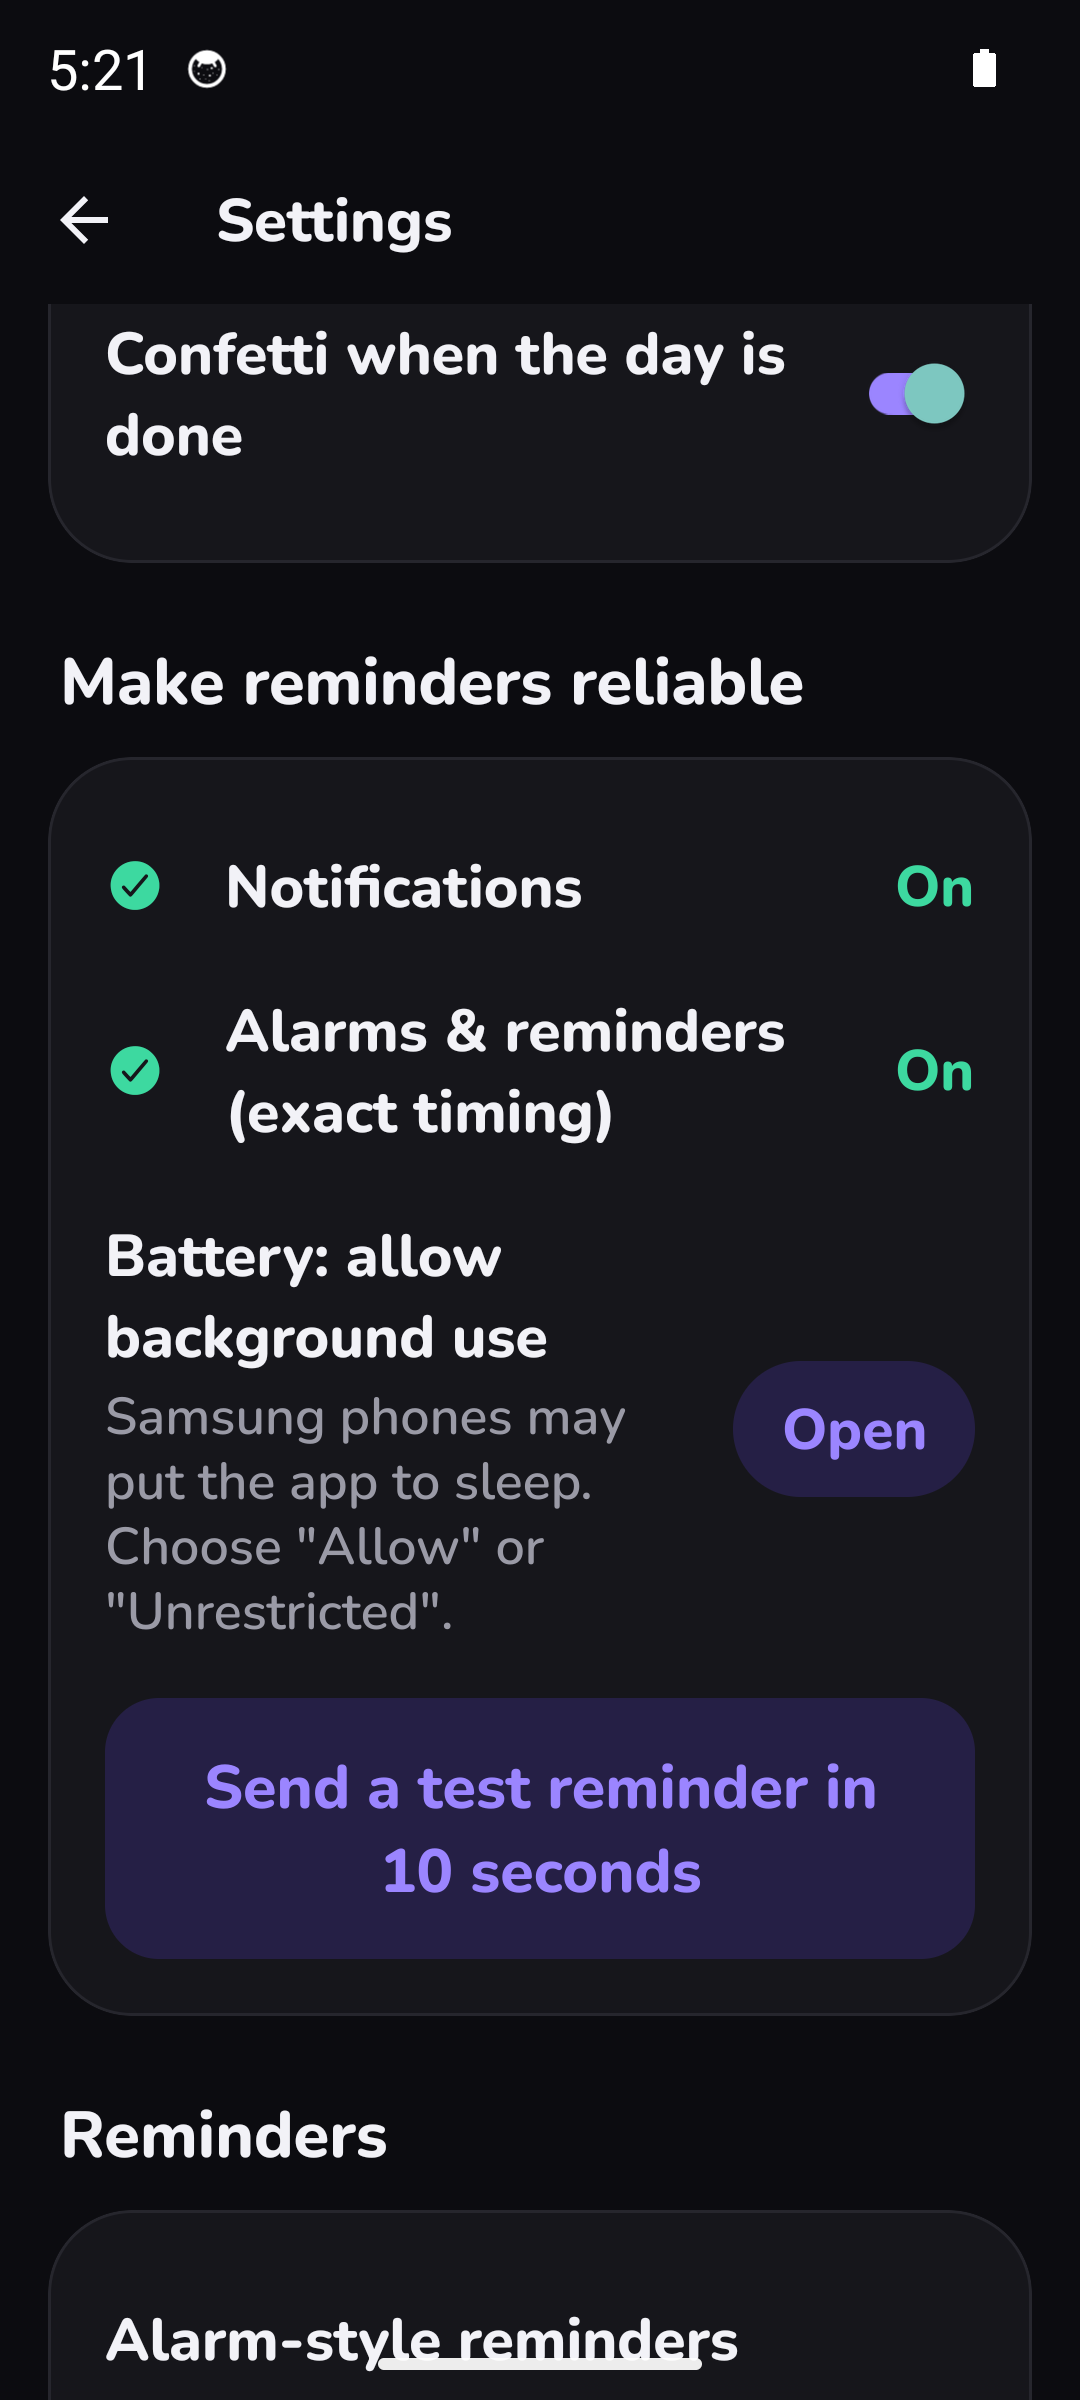 5:21
Settings
Confetti when the day is
done
Make reminders reliable
Notifications
On
Alarms & reminders
(exact timing)
On
Battery: allow
background use
Samsung phones may
put the app to sleep.
Choose "Allow" or
"Unrestricted".
Open
Send a test reminder in
10 seconds
Reminders
Alarm-style reminders